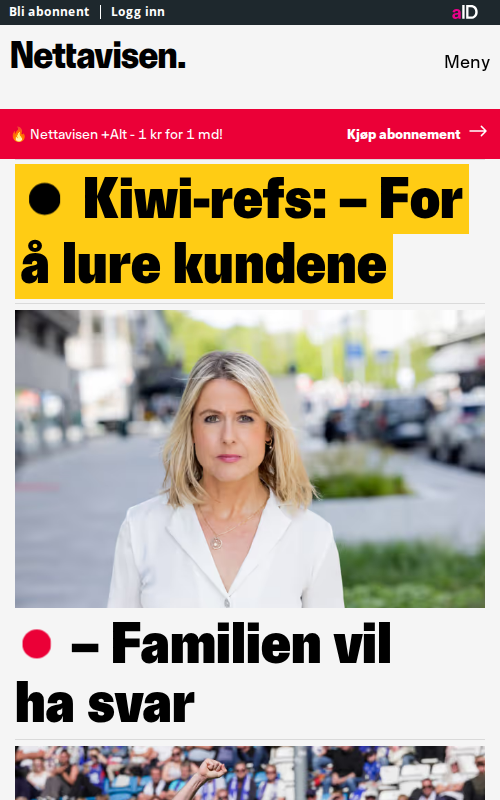 Bli abonnent | Logg inn
aID
Nettavisen.
Meny
🔥 Nettavisen +Alt - 1 kr for 1 md!
Kjøp abonnement →
Kiwi-refs: – For
å lure kundene
– Familien vil
ha svar